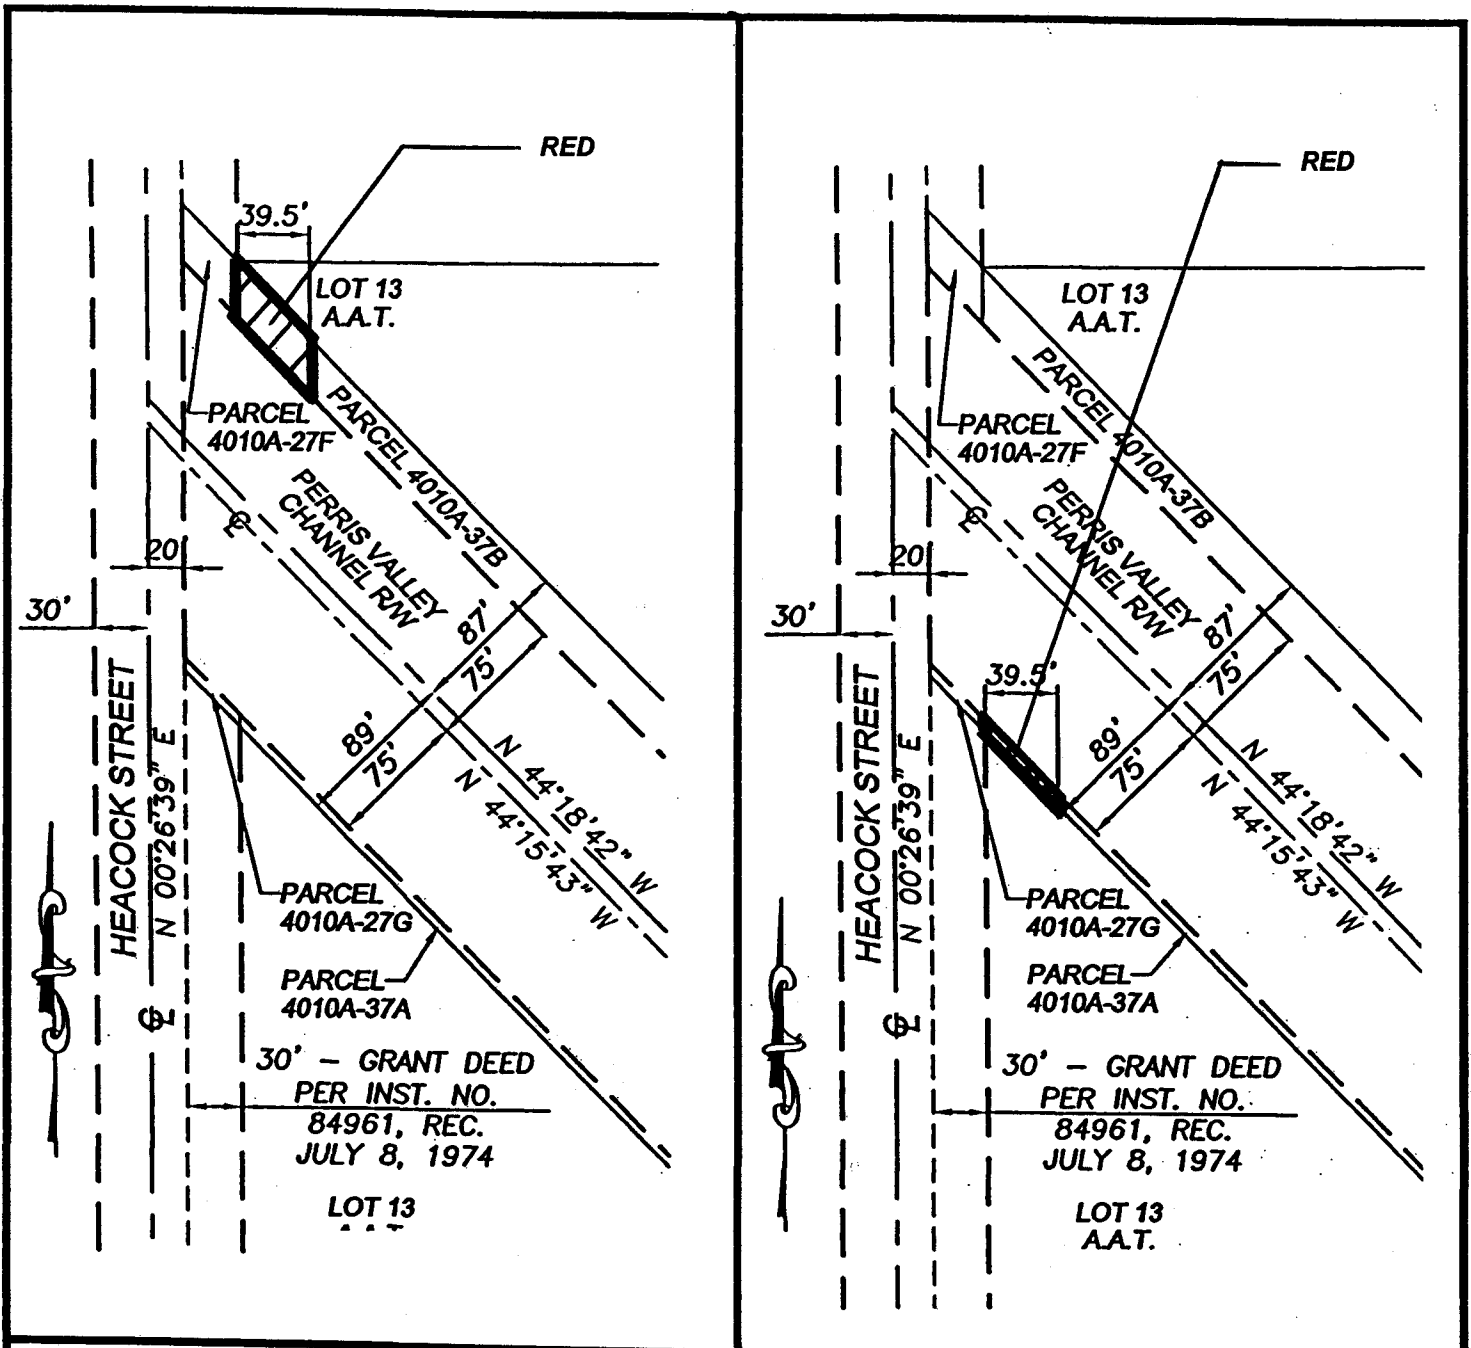 RED
39.5'
LOT 13
A.A.T.
PARCEL
4010A-27F
PARCEL 4010A-37B
PERRIS VALLEY
CHANNEL R/W
℄
20
30'
87'
75'
89'
75'
HEACOCK STREET
N 00°26'39" E
℄
N 44°18'42" W
N 44°15'43" W
PARCEL
4010A-27G
PARCEL
4010A-37A
30' - GRANT DEED
PER INST. NO.
84961, REC.
JULY 8, 1974
LOT 13
RED
LOT 13
A.A.T.
PARCEL
4010A-27F
PARCEL 4010A-37B
PERRIS VALLEY
CHANNEL R/W
℄
20'
30'
87'
75'
39.5'
89'
75'
HEACOCK STREET
N 00°26'39" E
℄
N 44°18'42" W
N 44°15'43" W
PARCEL
4010A-27G
PARCEL
4010A-37A
30' - GRANT DEED
PER INST. NO.
84961, REC.
JULY 8, 1974
LOT 13
A.A.T.